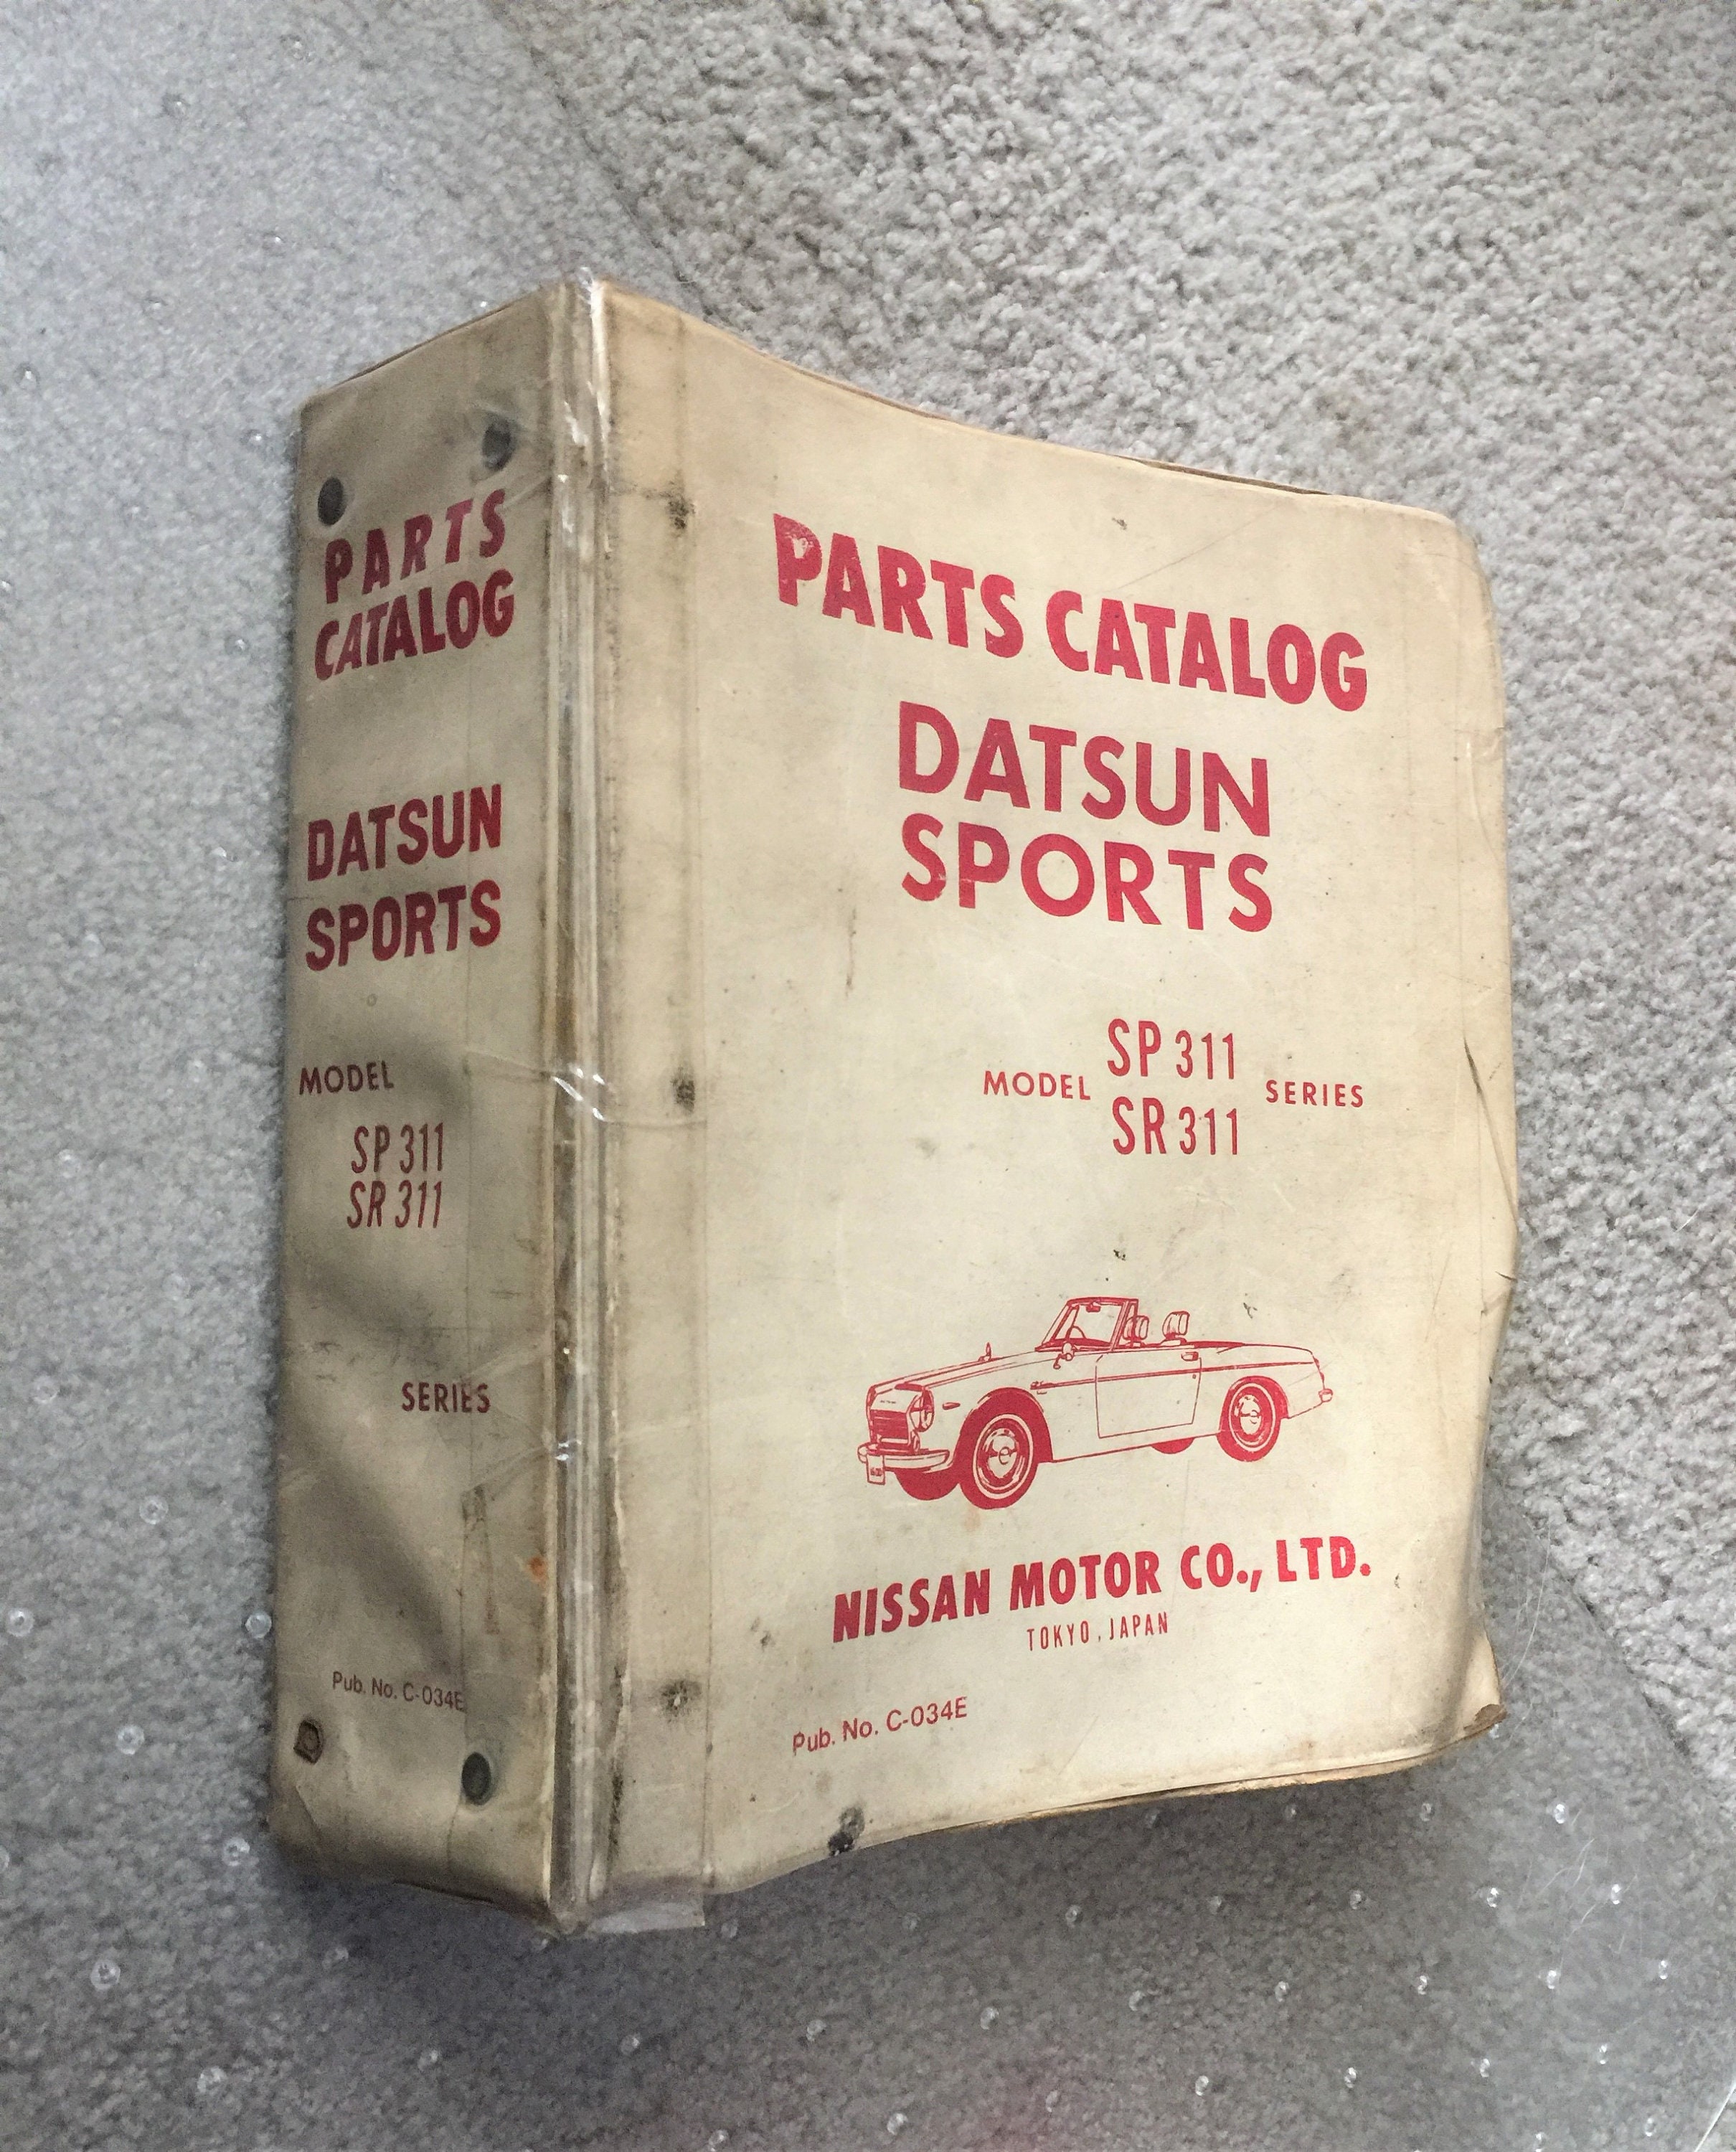 PARTS
CATALOG
DATSUN
SPORTS
MODEL
SP 311
SR 311
SERIES
Pub. No. C-034E
PARTS CATALOG
DATSUN
SPORTS
MODEL SP 311 SERIES
SR 311
NISSAN MOTOR CO., LTD.
TOKYO, JAPAN
Pub. No. C-034E